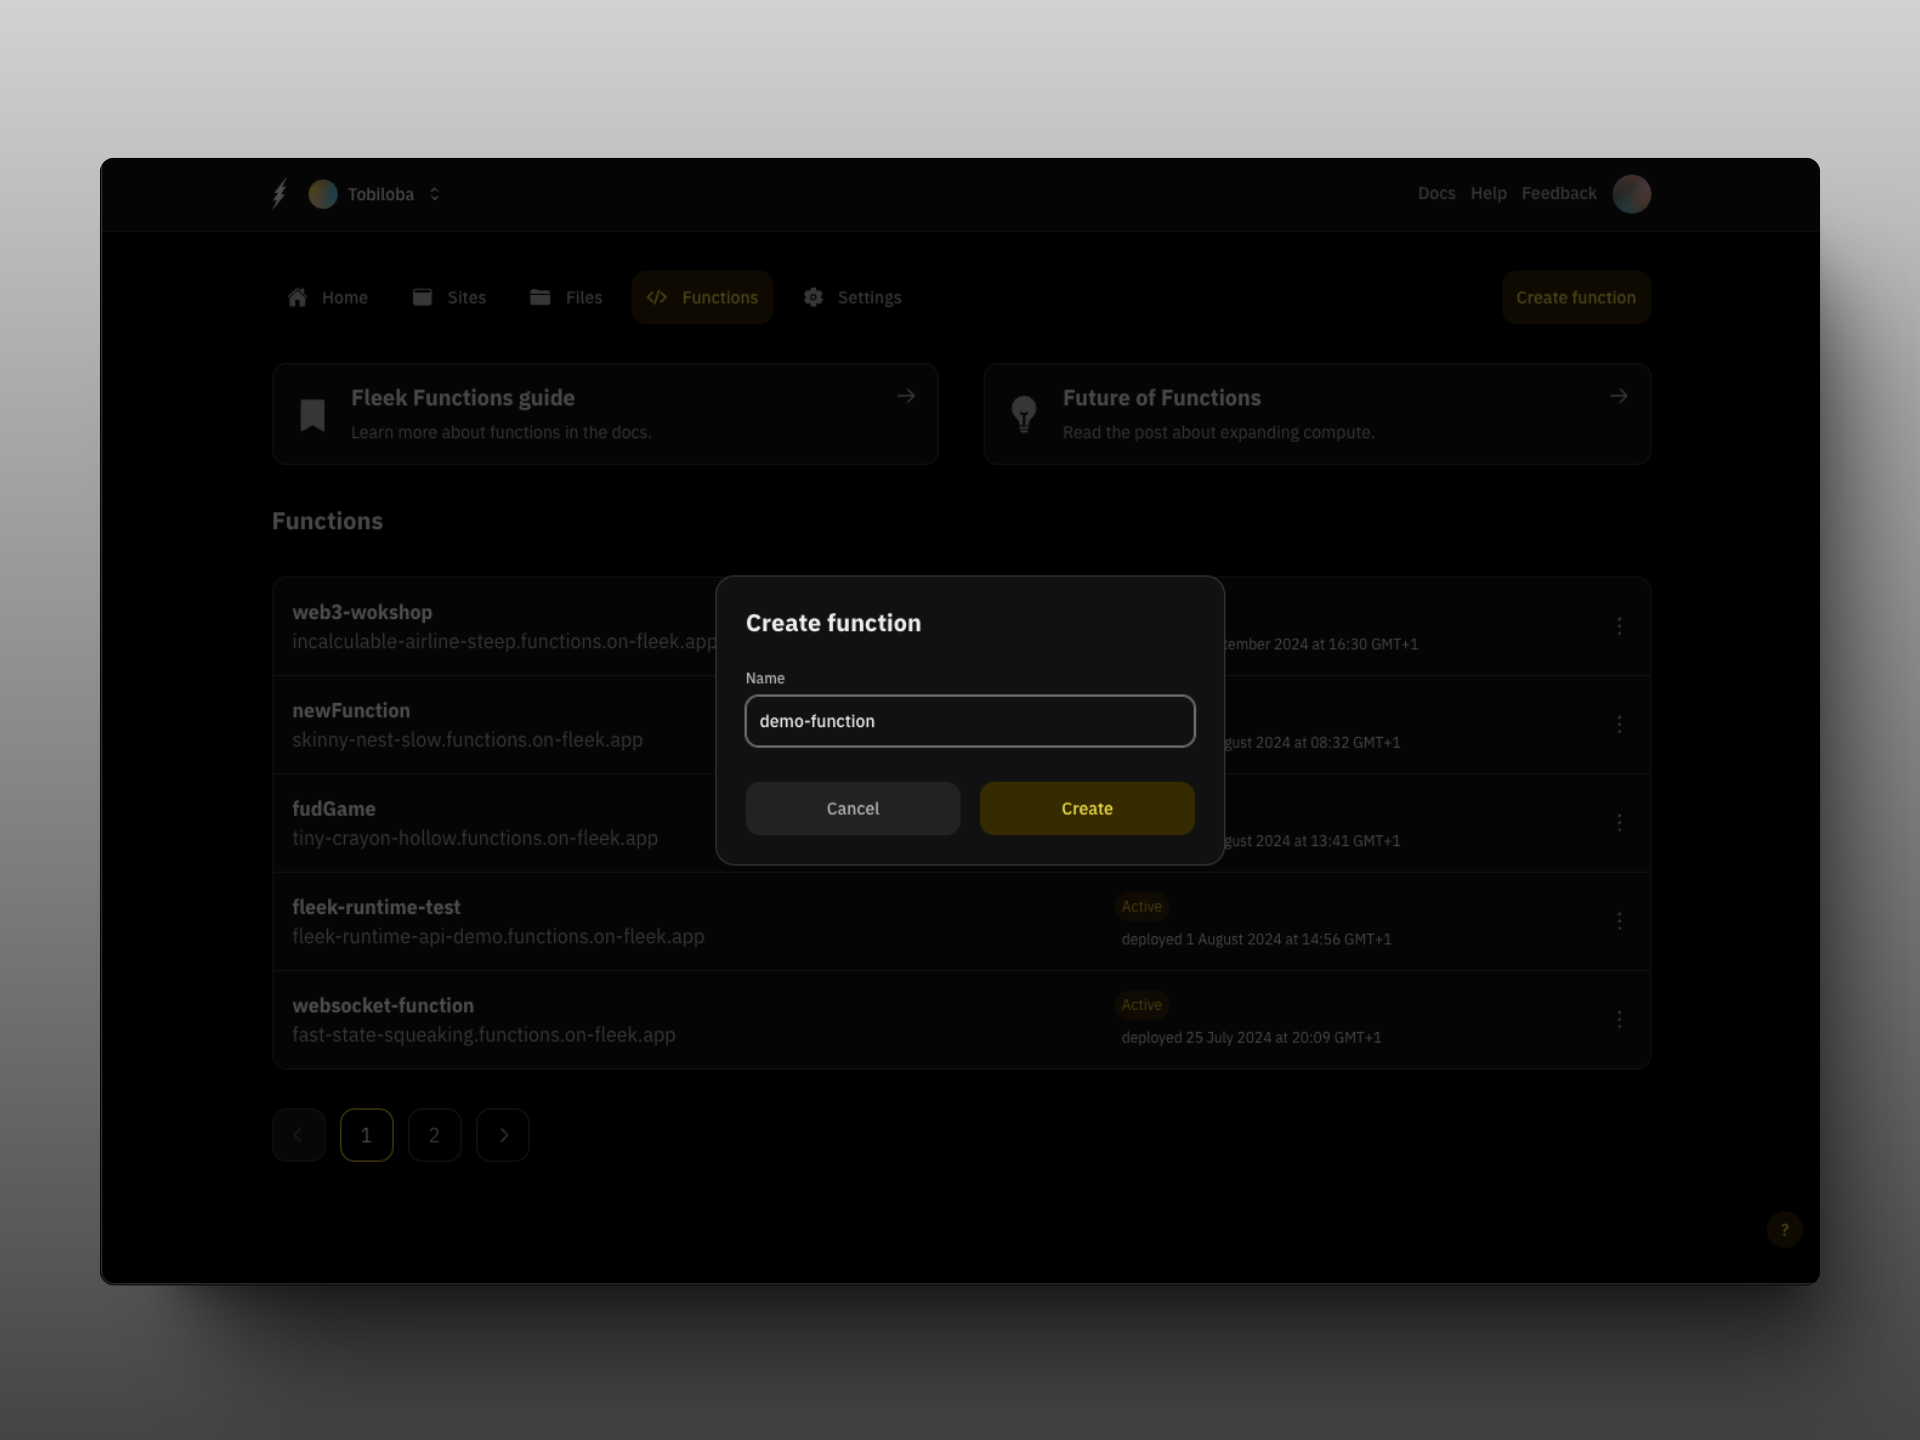 Tobiloba
Docs Help Feedback
Home Sites Files Functions Settings Create function
Fleek Functions guide
Learn more about functions in the docs.
Future of Functions
Read the post about expanding compute.
Functions
web3-wokshop
incalculable-airline-steep.functions.on-fleek.app
tember 2024 at 16:30 GMT+1
newFunction
skinny-nest-slow.functions.on-fleek.app
gust 2024 at 08:32 GMT+1
fudGame
tiny-crayon-hollow.functions.on-fleek.app
gust 2024 at 13:41 GMT+1
fleek-runtime-test
fleek-runtime-api-demo.functions.on-fleek.app
Active
deployed 1 August 2024 at 14:56 GMT+1
websocket-function
fast-state-squeaking.functions.on-fleek.app
Active
deployed 25 July 2024 at 20:09 GMT+1
Create function
Name
demo-function
Cancel Create
1 2
?